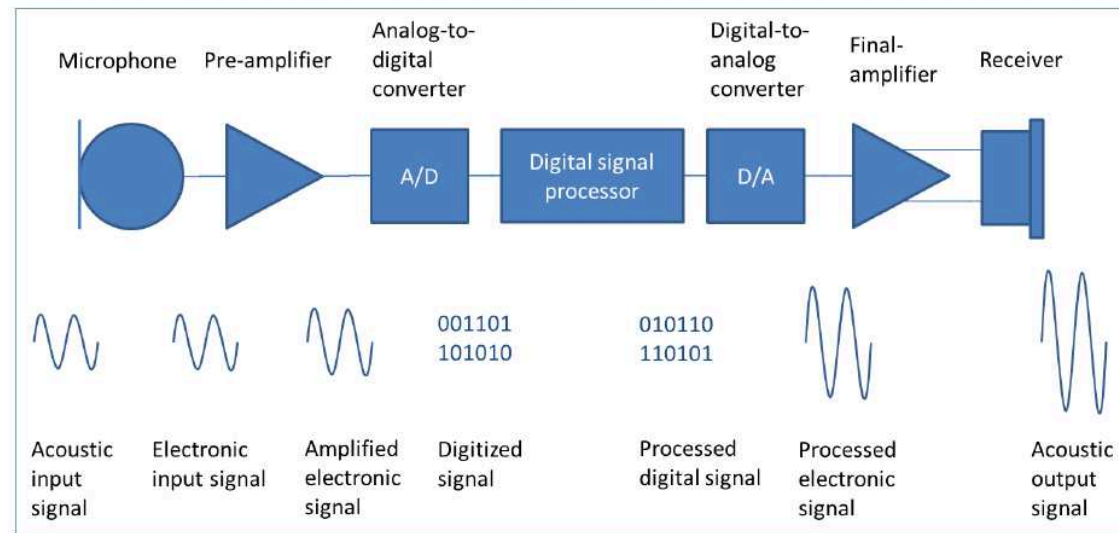 Microphone
Pre-amplifier
Analog-to-
digital
converter
Digital-to-
analog
converter
Final-
amplifier
Receiver
A/D
Digital signal
processor
D/A
001101
101010
010110
110101
Acoustic
input
signal
Electronic
input signal
Amplified
electronic
signal
Digitized
signal
Processed
digital signal
Processed
electronic
signal
Acoustic
output
signal